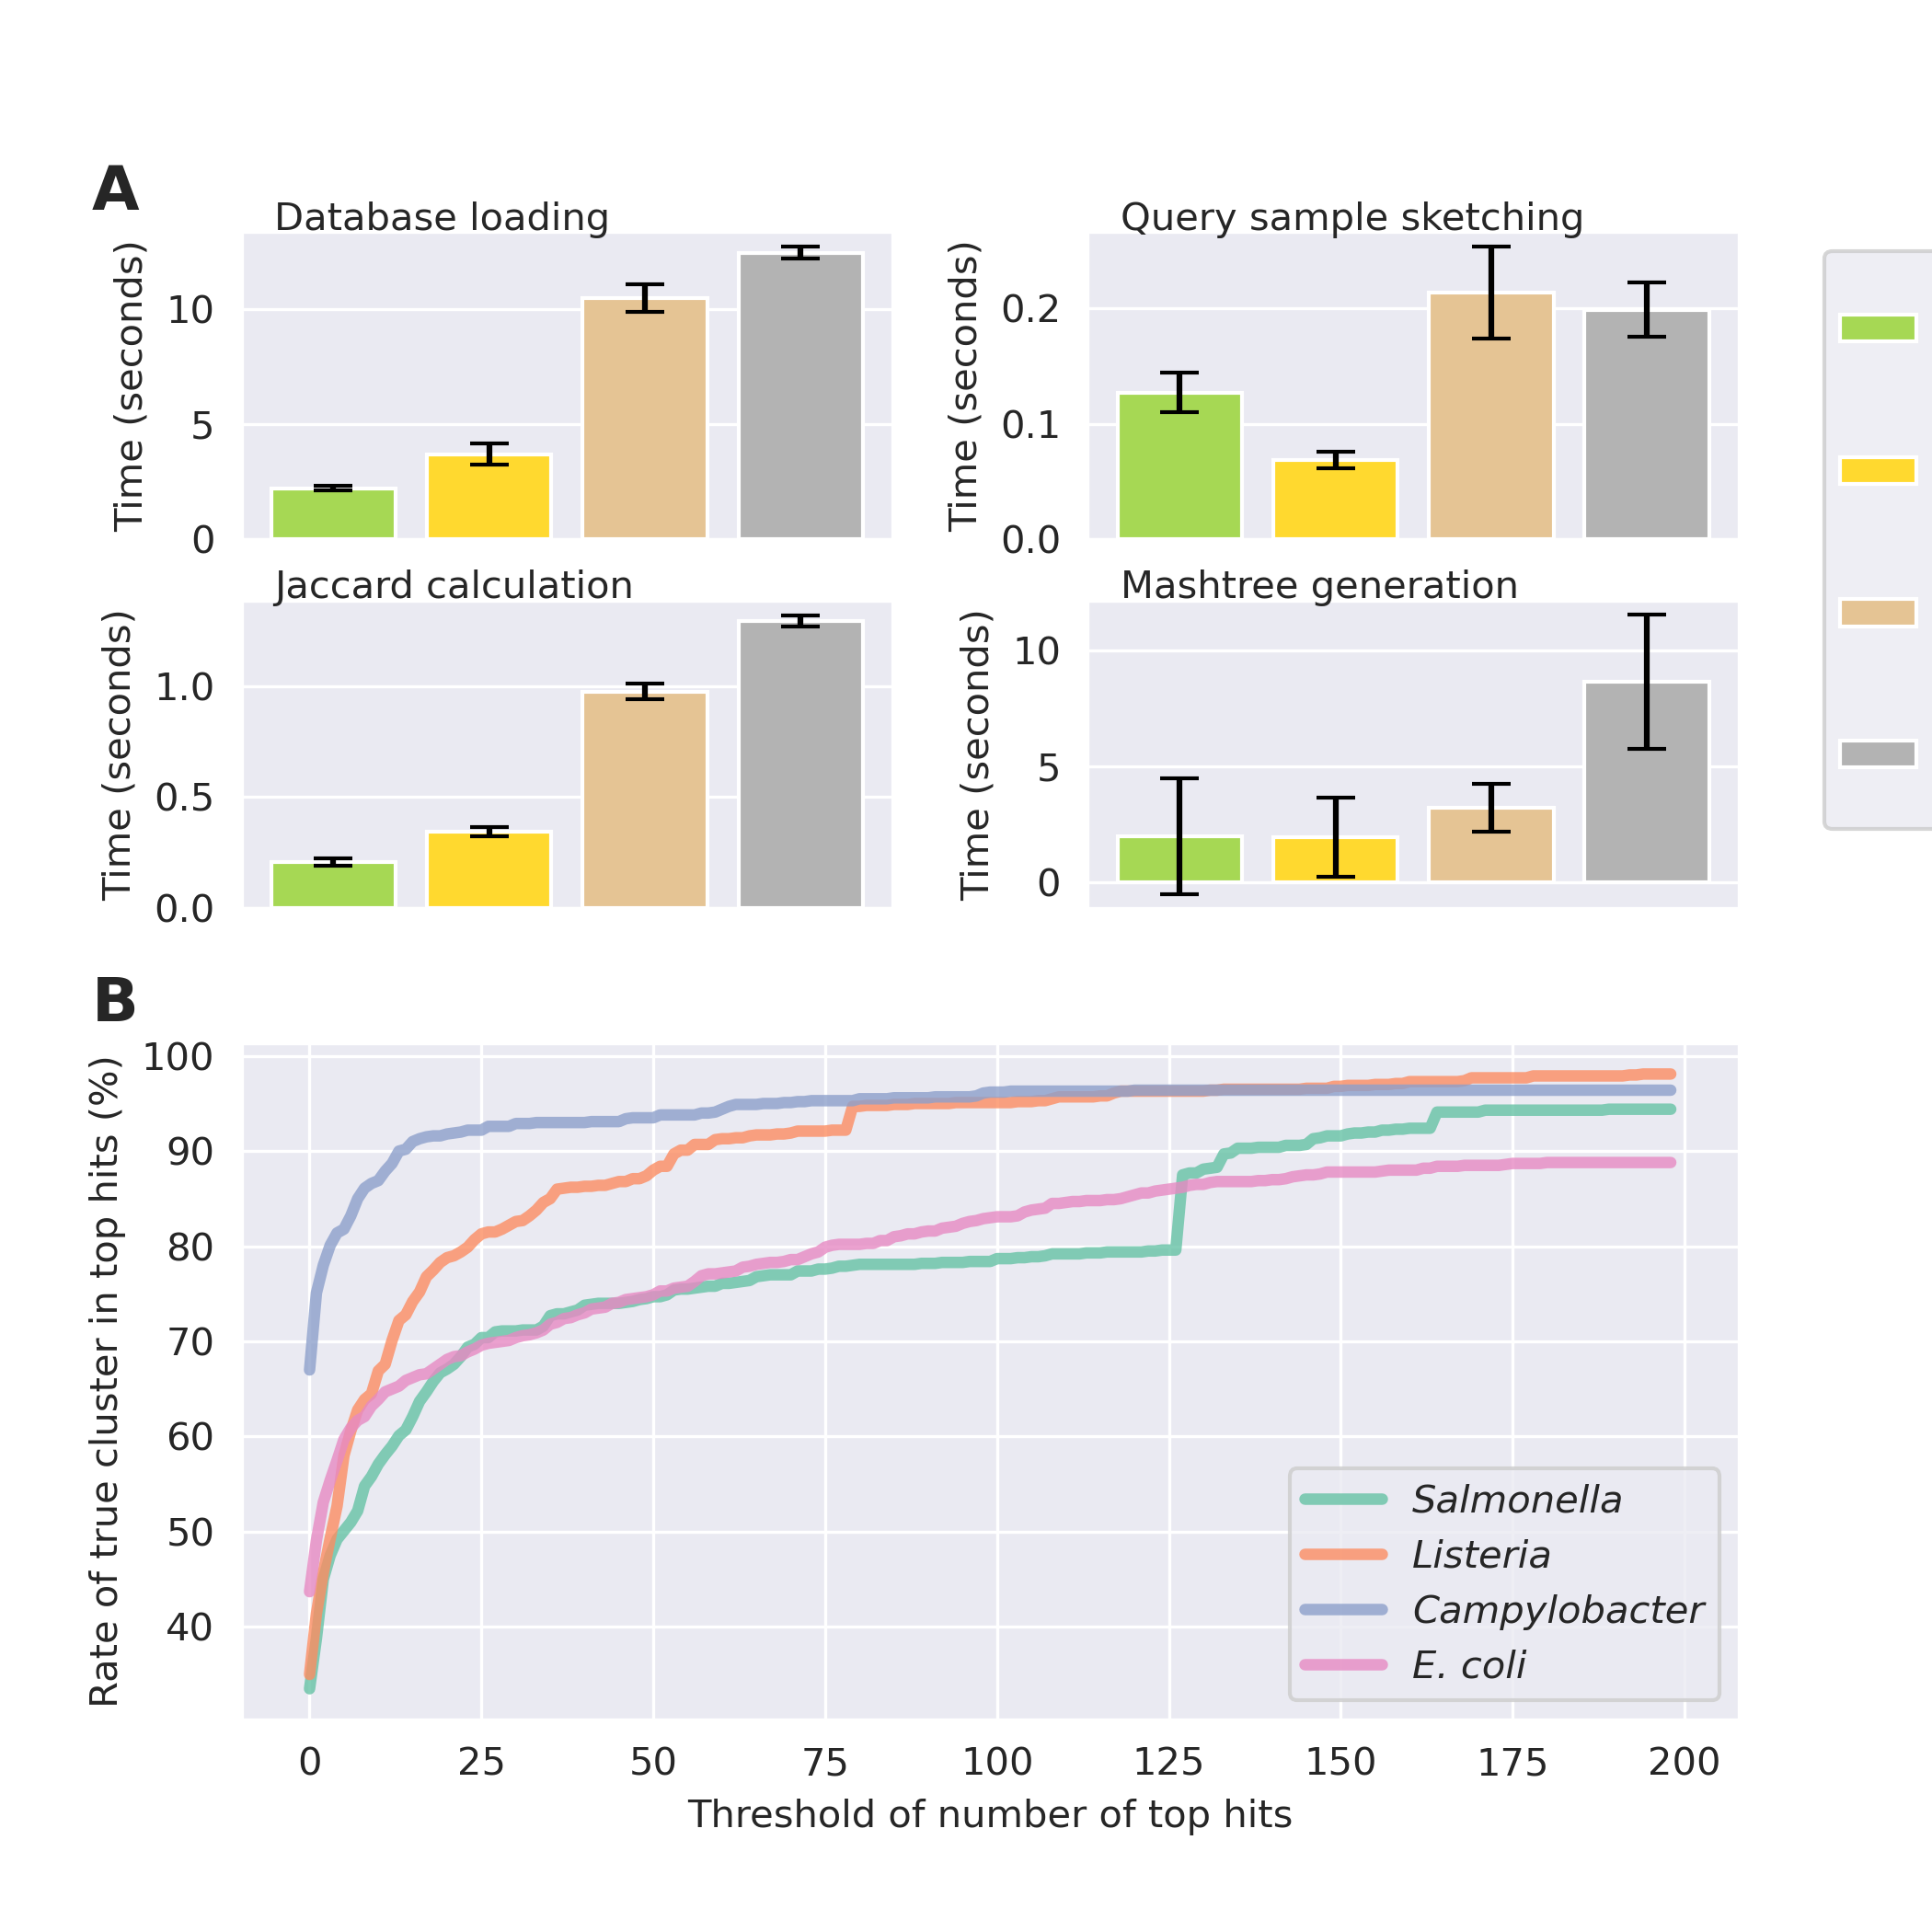 A
Database loading
Time (seconds)
10
5
0
Query sample sketching
Time (seconds)
0.2
0.1
0.0
Jaccard calculation
Time (seconds)
1.0
0.5
0.0
Mashtree generation
Time (seconds)
10
5
0
B
Rate of true cluster in top hits (%)
100
90
80
70
60
50
40
Salmonella
Listeria
Campylobacter
E. coli
0 25 50 75 100 125 150 175 200
Threshold of number of top hits